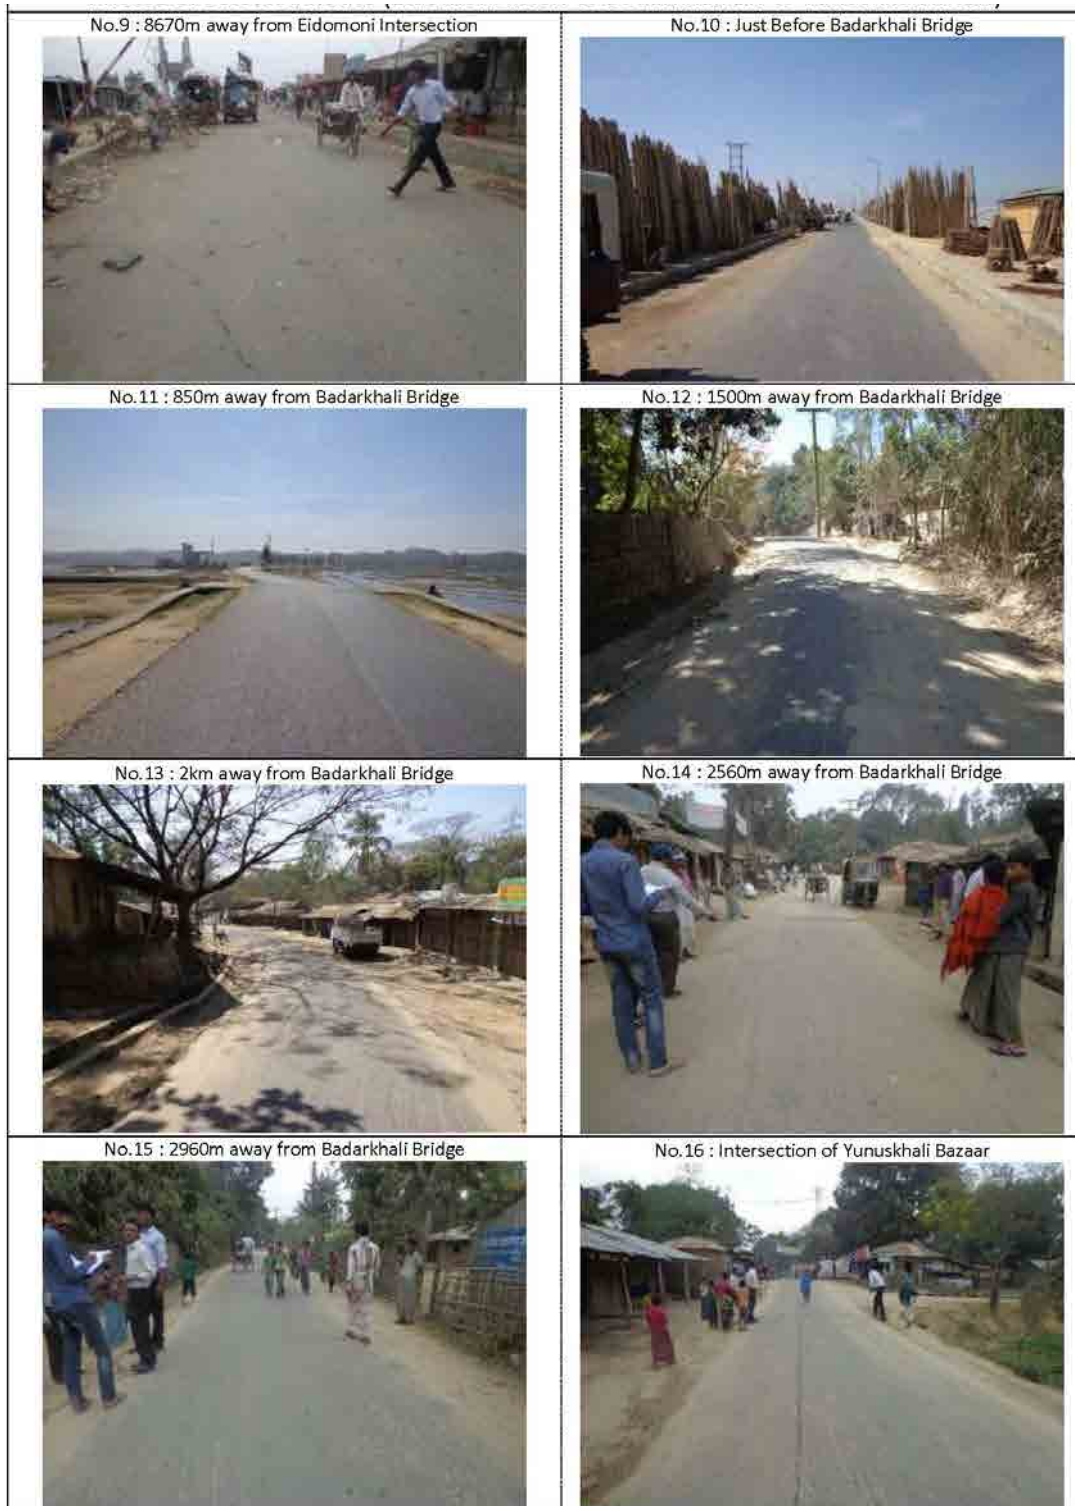 No.9 : 8670m away from Eidomoni Intersection
No.10 : Just Before Badarkhali Bridge
No.11 : 850m away from Badarkhali Bridge
No.12 : 1500m away from Badarkhali Bridge
No.13 : 2km away from Badarkhali Bridge
No.14 : 2560m away from Badarkhali Bridge
No.15 : 2960m away from Badarkhali Bridge
No.16 : Intersection of Yunuskhali Bazaar